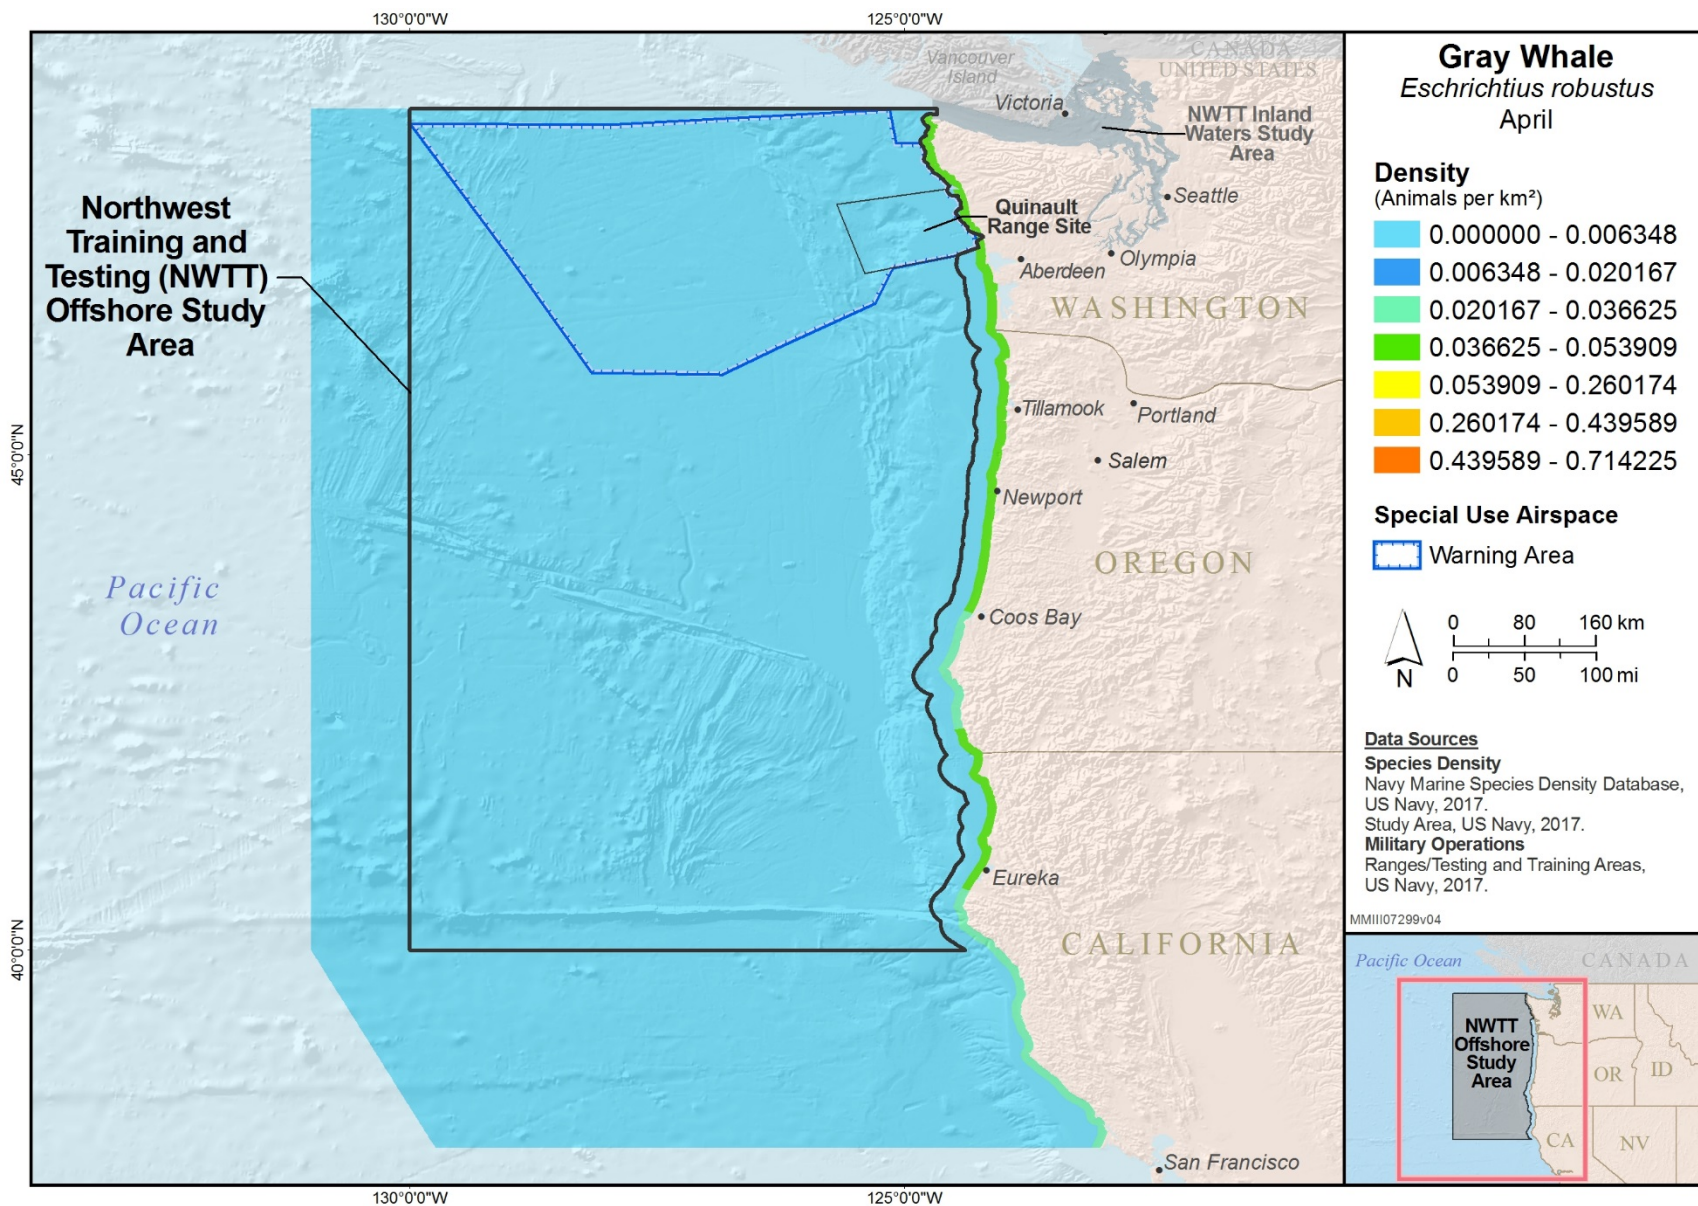 130°0'0"W
125°0'0"W
CANADA
UNITED STATES
Vancouver
Island
Victoria
NWTT Inland
Waters Study
Area
Seattle
Northwest
Training and
Testing (NWTT)
Offshore Study
Area
Quinault
Range Site
Aberdeen
Olympia
WASHINGTON
Tillamook
Portland
45°0'0"N
Salem
Newport
OREGON
Pacific
Ocean
Coos Bay
Eureka
CALIFORNIA
40°0'0"N
San Francisco
130°0'0"W
125°0'0"W
Gray Whale
Eschrichtius robustus
April
Density
(Animals per km²)
0.000000 - 0.006348
0.006348 - 0.020167
0.020167 - 0.036625
0.036625 - 0.053909
0.053909 - 0.260174
0.260174 - 0.439589
0.439589 - 0.714225
Special Use Airspace
Warning Area
N
0 80 160 km
0 50 100 mi
Data Sources
Species Density
Navy Marine Species Density Database,
US Navy, 2017.
Study Area, US Navy, 2017.
Military Operations
Ranges/Testing and Training Areas,
US Navy, 2017.
MMIII07299v04
Pacific Ocean
CANADA
NWTT
Offshore
Study
Area
WA
OR
ID
CA
NV